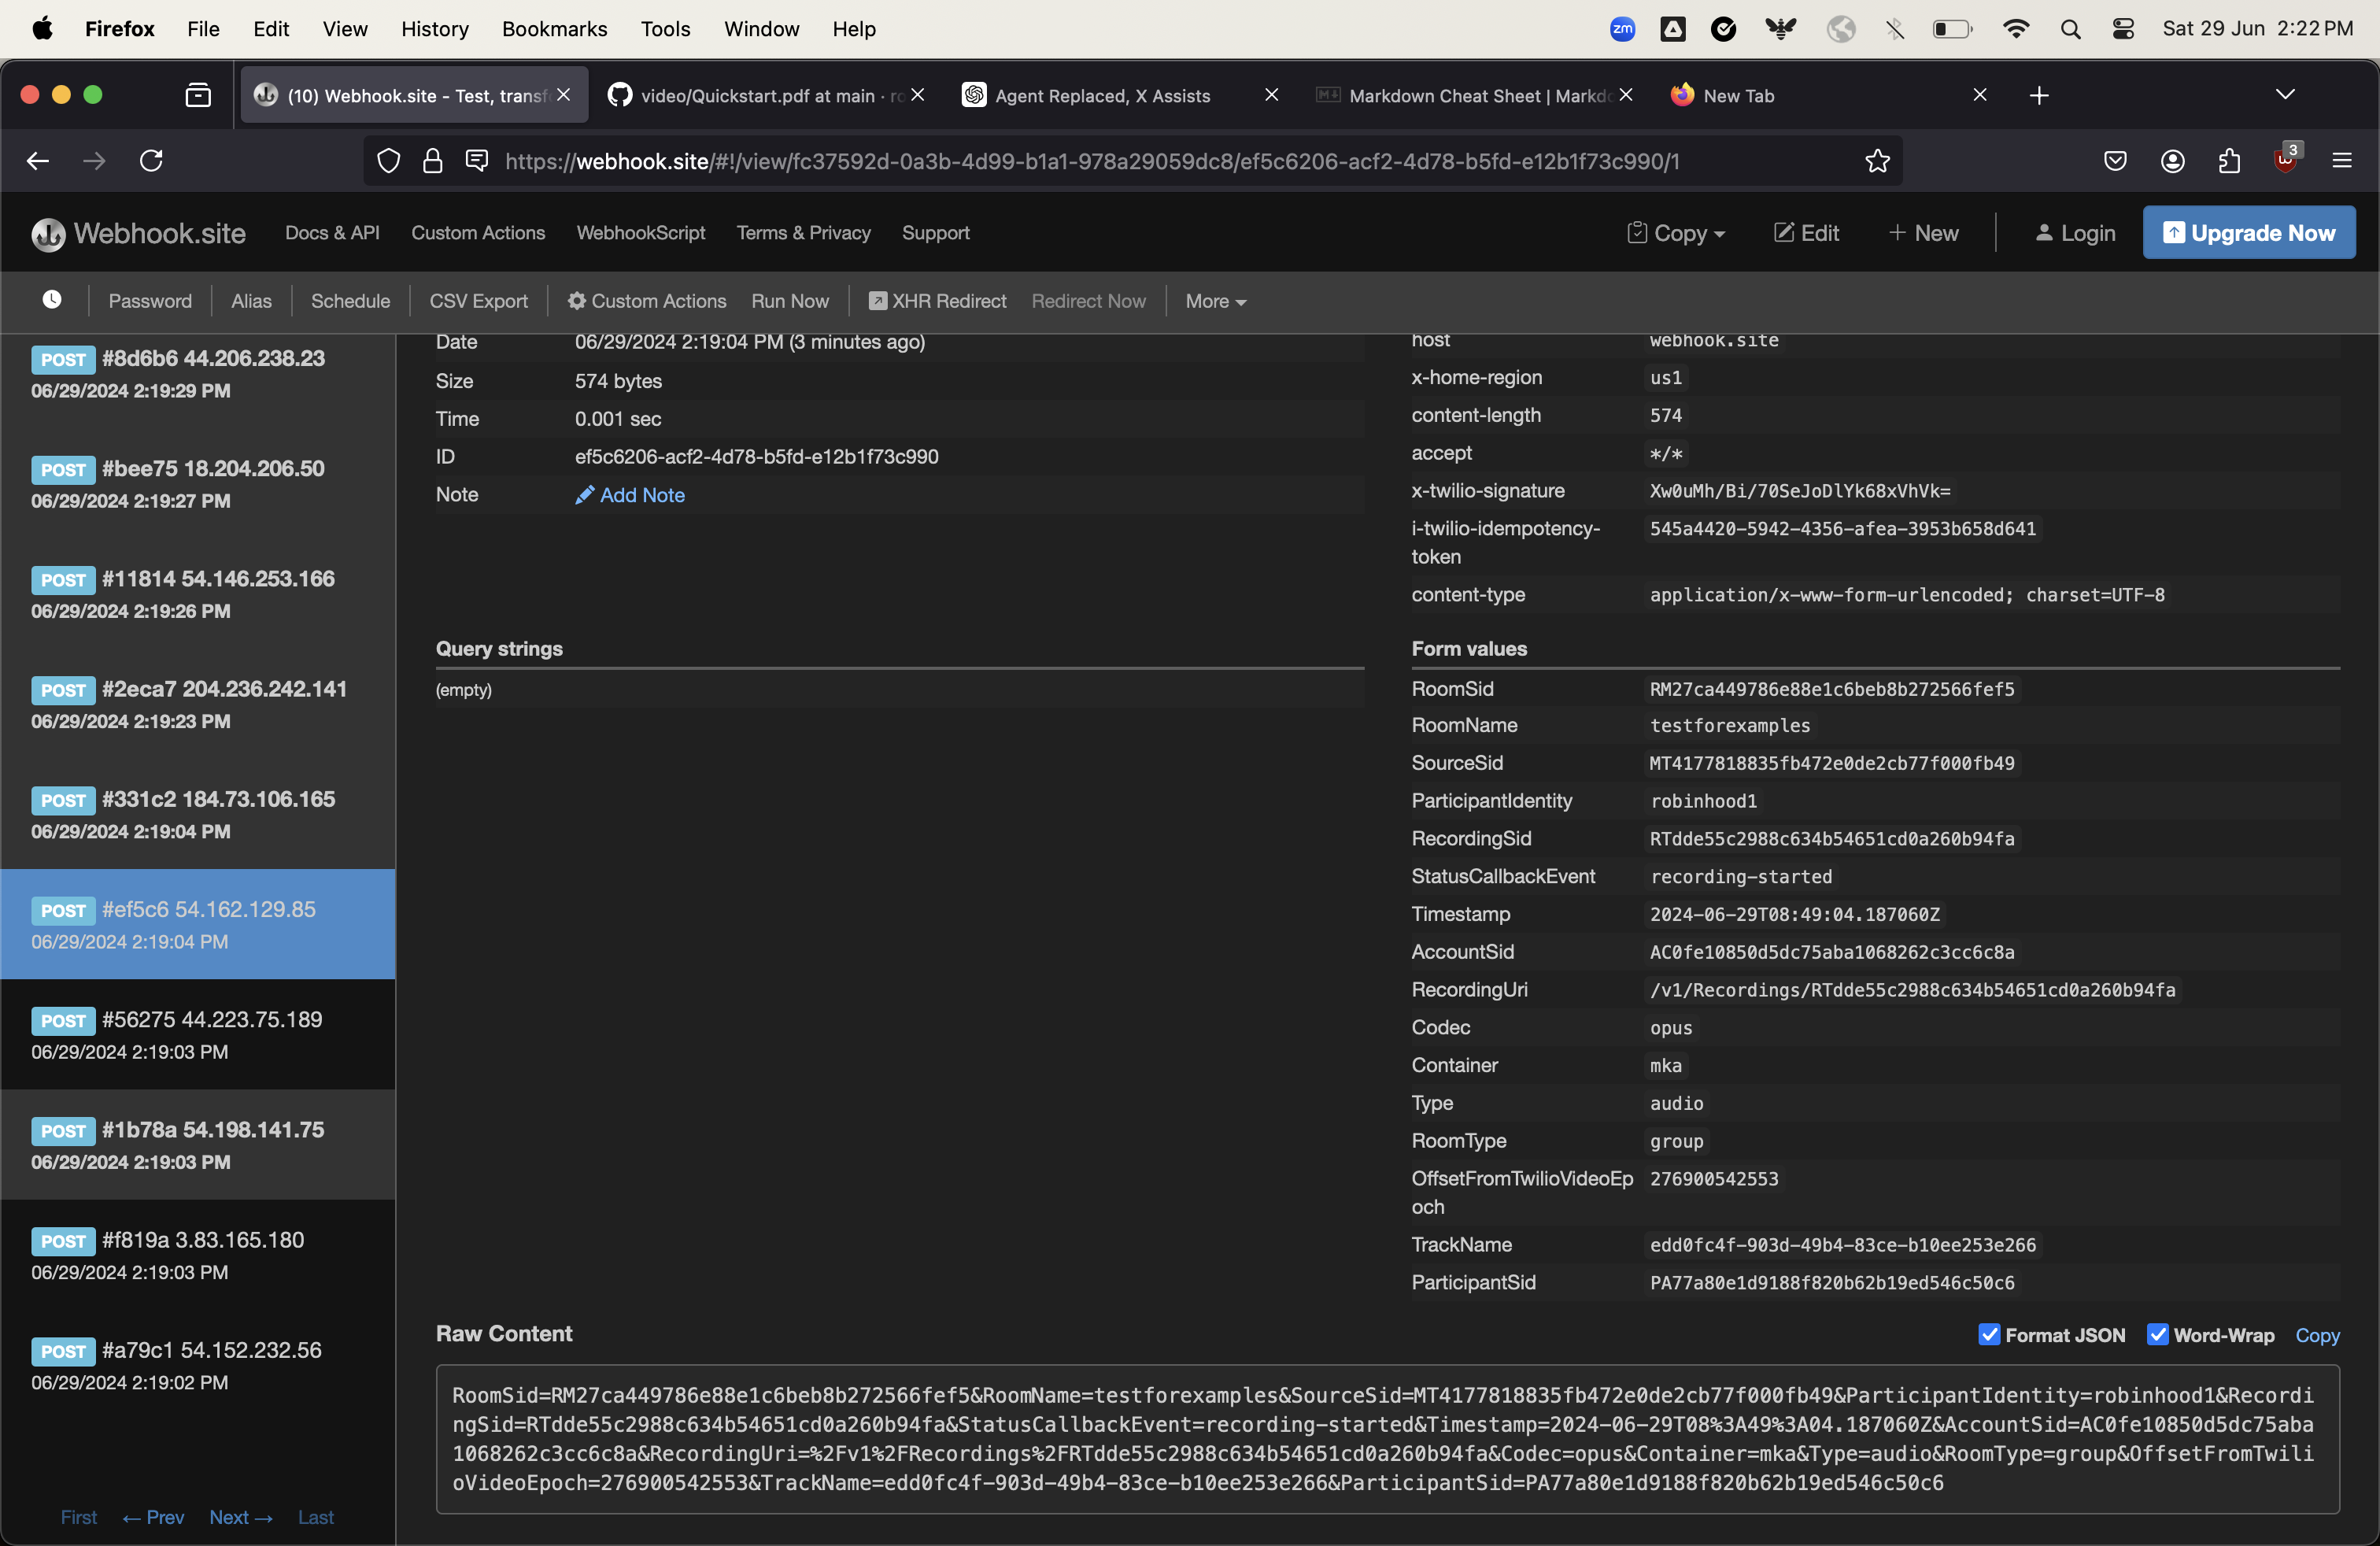 Firefox File Edit View History Bookmarks Tools Window Help zm Sat 29 Jun 2:22 PM
(10) Webhook.site - Test, transf video/Quickstart.pdf at main · ro Agent Replaced, X Assists M↓ Markdown Cheat Sheet | Markdo New Tab
https://webhook.site/#!/view/fc37592d-0a3b-4d99-b1a1-978a29059dc8/ef5c6206-acf2-4d78-b5fd-e12b1f73c990/1 3
Webhook.site Docs & API Custom Actions WebhookScript Terms & Privacy Support Copy Edit + New Login Upgrade Now
Password Alias Schedule CSV Export Custom Actions Run Now XHR Redirect Redirect Now More
POST #8d6b6 44.206.238.23
06/29/2024 2:19:29 PM
POST #bee75 18.204.206.50
06/29/2024 2:19:27 PM
POST #11814 54.146.253.166
06/29/2024 2:19:26 PM
POST #2eca7 204.236.242.141
06/29/2024 2:19:23 PM
POST #331c2 184.73.106.165
06/29/2024 2:19:04 PM
POST #ef5c6 54.162.129.85
06/29/2024 2:19:04 PM
POST #56275 44.223.75.189
06/29/2024 2:19:03 PM
POST #1b78a 54.198.141.75
06/29/2024 2:19:03 PM
POST #f819a 3.83.165.180
06/29/2024 2:19:03 PM
POST #a79c1 54.152.232.56
06/29/2024 2:19:02 PM
First ← Prev Next → Last
Date 06/29/2024 2:19:04 PM (3 minutes ago)
Size 574 bytes
Time 0.001 sec
ID ef5c6206-acf2-4d78-b5fd-e12b1f73c990
Note Add Note
host webhook.site
x-home-region us1
content-length 574
accept */*
x-twilio-signature Xw0uMh/Bi/70SeJoDlYk68xVhVk=
i-twilio-idempotency- 545a4420-5942-4356-afea-3953b658d641
token
content-type application/x-www-form-urlencoded; charset=UTF-8
Query strings
(empty)
Form values
RoomSid RM27ca449786e88e1c6beb8b272566fef5
RoomName testforexamples
SourceSid MT4177818835fb472e0de2cb77f000fb49
ParticipantIdentity robinhood1
RecordingSid RTdde55c2988c634b54651cd0a260b94fa
StatusCallbackEvent recording-started
Timestamp 2024-06-29T08:49:04.187060Z
AccountSid AC0fe10850d5dc75aba1068262c3cc6c8a
RecordingUri /v1/Recordings/RTdde55c2988c634b54651cd0a260b94fa
Codec opus
Container mka
Type audio
RoomType group
OffsetFromTwilioVideoEp 276900542553
och
TrackName edd0fc4f-903d-49b4-83ce-b10ee253e266
ParticipantSid PA77a80e1d9188f820b62b19ed546c50c6
Raw Content Format JSON Word-Wrap Copy
RoomSid=RM27ca449786e88e1c6beb8b272566fef5&RoomName=testforexamples&SourceSid=MT4177818835fb472e0de2cb77f000fb49&ParticipantIdentity=robinhood1&Recordi
ngSid=RTdde55c2988c634b54651cd0a260b94fa&StatusCallbackEvent=recording-started&Timestamp=2024-06-29T08%3A49%3A04.187060Z&AccountSid=AC0fe10850d5dc75aba
1068262c3cc6c8a&RecordingUri=%2Fv1%2FRecordings%2FRTdde55c2988c634b54651cd0a260b94fa&Codec=opus&Container=mka&Type=audio&RoomType=group&OffsetFromTwili
oVideoEpoch=276900542553&TrackName=edd0fc4f-903d-49b4-83ce-b10ee253e266&ParticipantSid=PA77a80e1d9188f820b62b19ed546c50c6